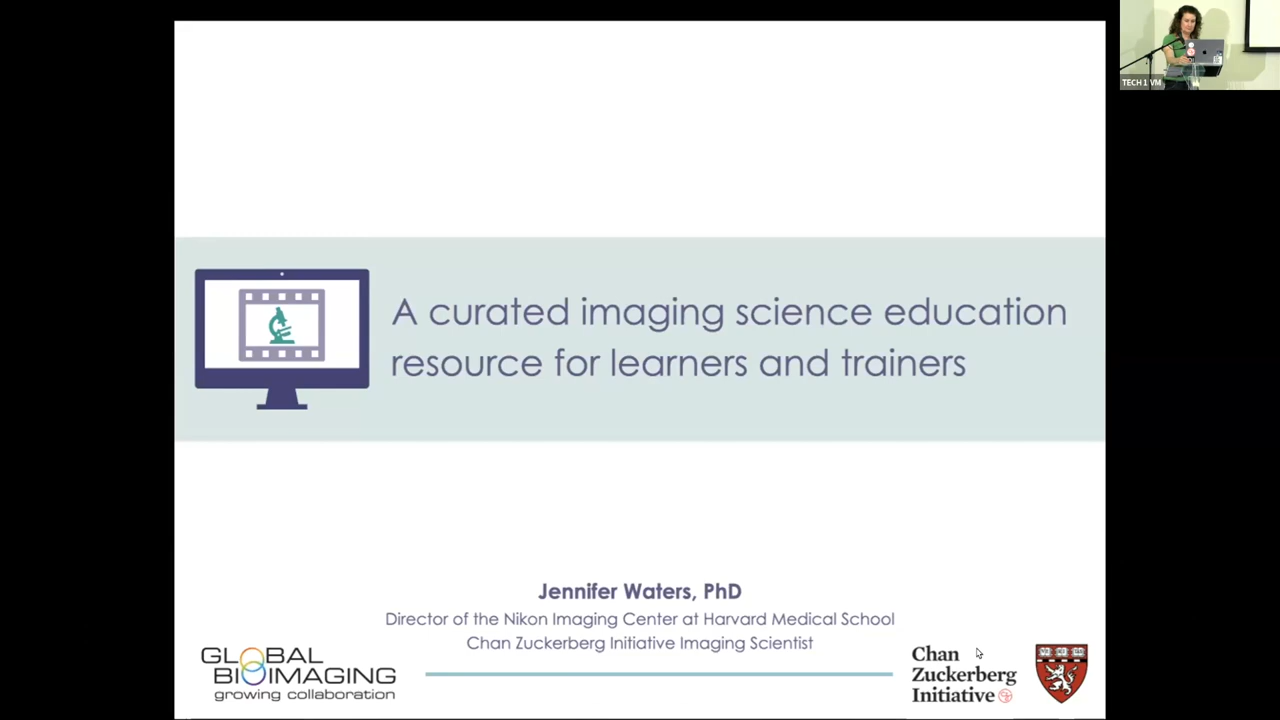 TECH 1 VM
A curated imaging science education
resource for learners and trainers
Jennifer Waters, PhD
Director of the Nikon Imaging Center at Harvard Medical School
Chan Zuckerberg Initiative Imaging Scientist
GLOBAL
BIOIMAGING
growing collaboration
Chan
Zuckerberg
Initiative